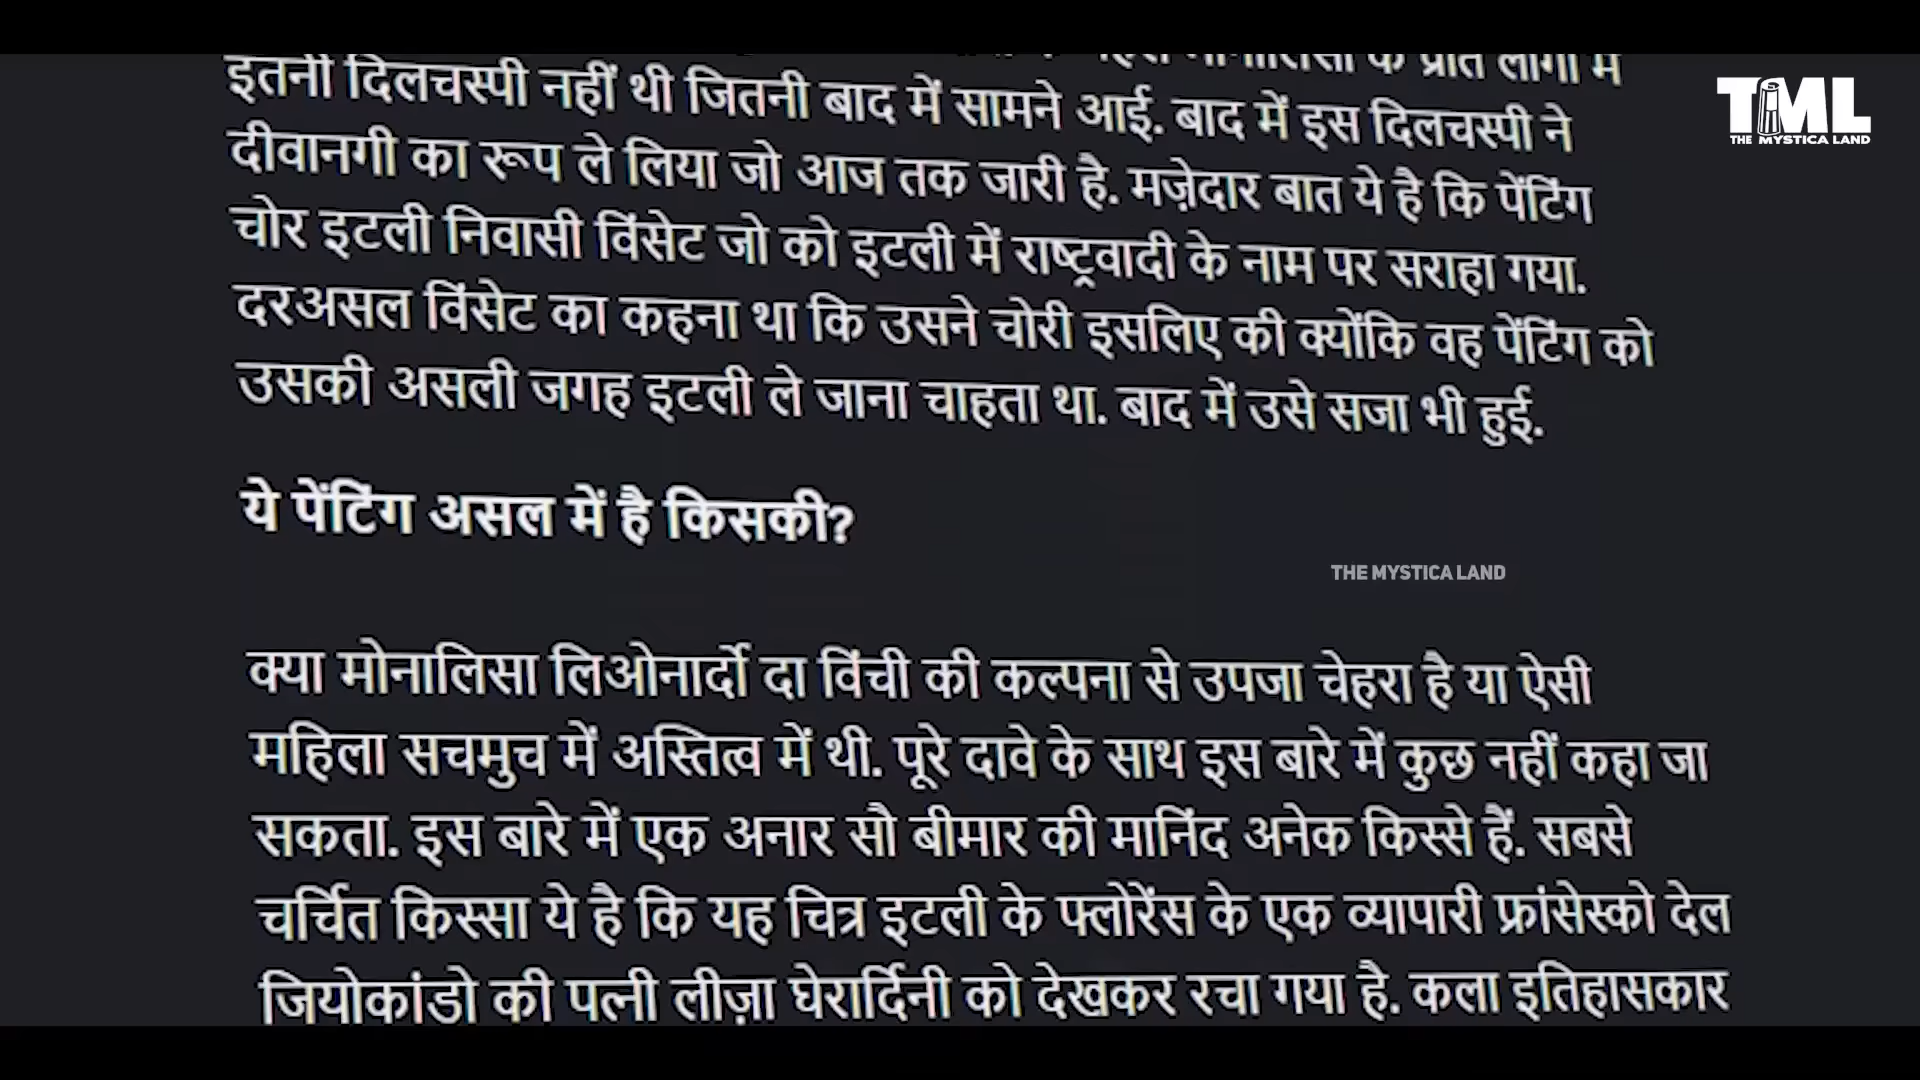 के प्रति लोगों में
इतनी दिलचस्पी नहीं थी जितनी बाद में सामने आई. बाद में इस दिलचस्पी ने
दीवानगी का रूप ले लिया जो आज तक जारी है. मज़ेदार बात ये है कि पेंटिंग
चोर इटली निवासी विंसेट जो को इटली में राष्ट्रवादी के नाम पर सराहा गया.
दरअसल विंसेट का कहना था कि उसने चोरी इसलिए की क्योंकि वह पेंटिंग को
उसकी असली जगह इटली ले जाना चाहता था. बाद में उसे सजा भी हुई.
ये पेंटिंग असल में है किसकी?
क्या मोनालिसा लिओनार्दो दा विंची की कल्पना से उपजा चेहरा है या ऐसी
महिला सचमुच में अस्तित्व में थी. पूरे दावे के साथ इस बारे में कुछ नहीं कहा जा
सकता. इस बारे में एक अनार सौ बीमार की मानिंद अनेक किस्से हैं. सबसे
चर्चित किस्सा ये है कि यह चित्र इटली के फ्लोरेंस के एक व्यापारी फ्रांसेस्को देल
जियोकांडो की पत्नी लीज़ा घेरार्दिनी को देखकर रचा गया है. कला इतिहासकार
TML
THE MYSTICA LAND
THE MYSTICA LAND